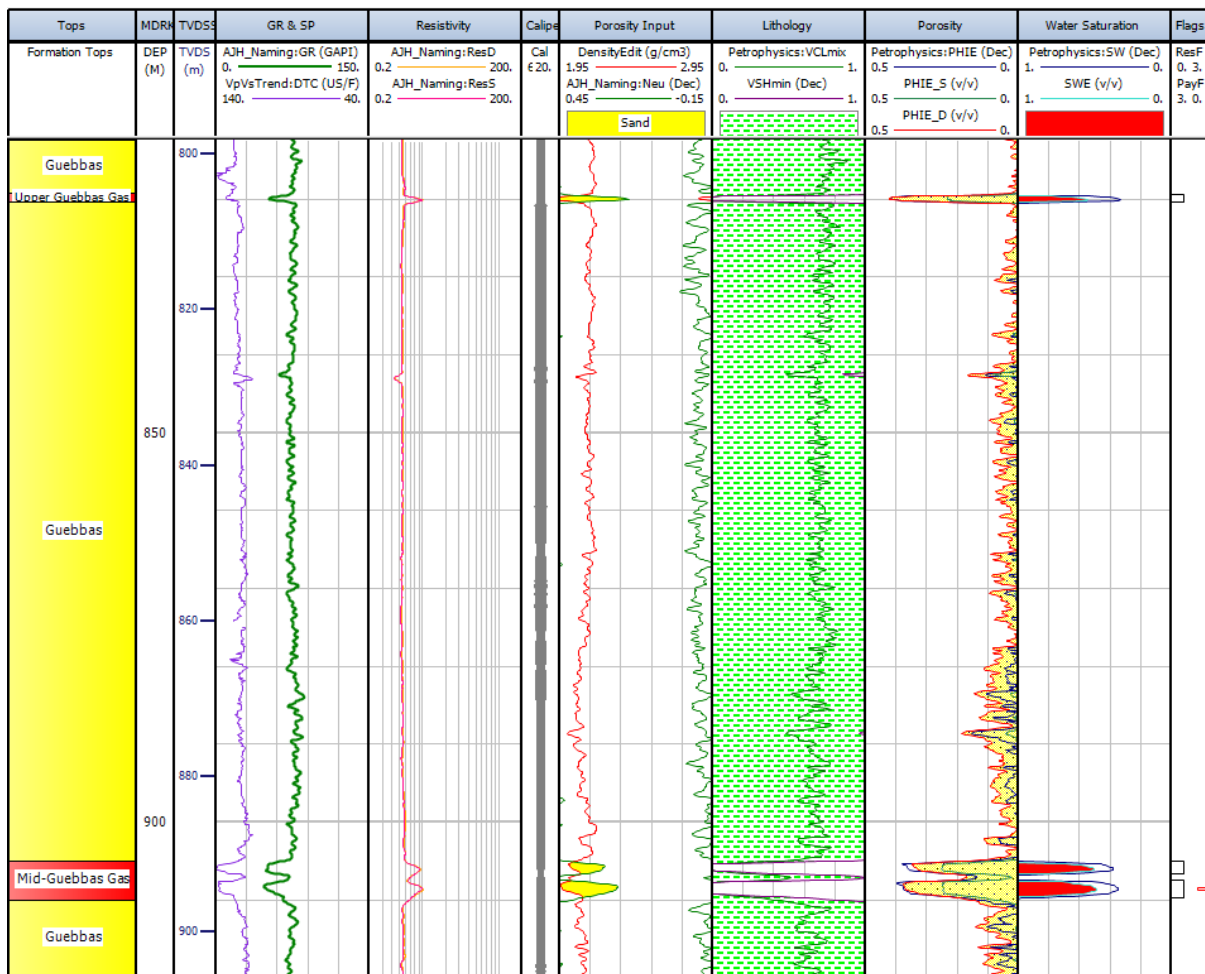 Tops MDRK TVDSS GR & SP Resistivity Calipe Porosity Input Lithology Porosity Water Saturation Flags
Formation Tops DEP TVDS AJH_Naming:GR (GAPI) AJH_Naming:ResD Cal DensityEdit (g/cm3) Petrophysics:VCLmix Petrophysics:PHIE (Dec) Petrophysics:SW (Dec) ResF
(M) (m) 0. 150. 0.2 200. 20. 1.95 2.95 0. 1. 0.5 0. 1. 0. 0. 3.
VpVsTrend:DTC (US/F) AJH_Naming:ResS AJH_Naming:Neu (Dec) VSHmin (Dec) PHIE_S (v/v) SWE (v/v) PayF
140. 40. 0.2 200. 0.45 -0.15 0. 1. 0.5 0. 1. 0. 3. 0.
Sand PHIE_D (v/v)
0.5 0.
800
Guebbas
Upper Guebbas Gas
820
850
840
Guebbas
860
880
900
Mid-Guebbas Gas
900
Guebbas